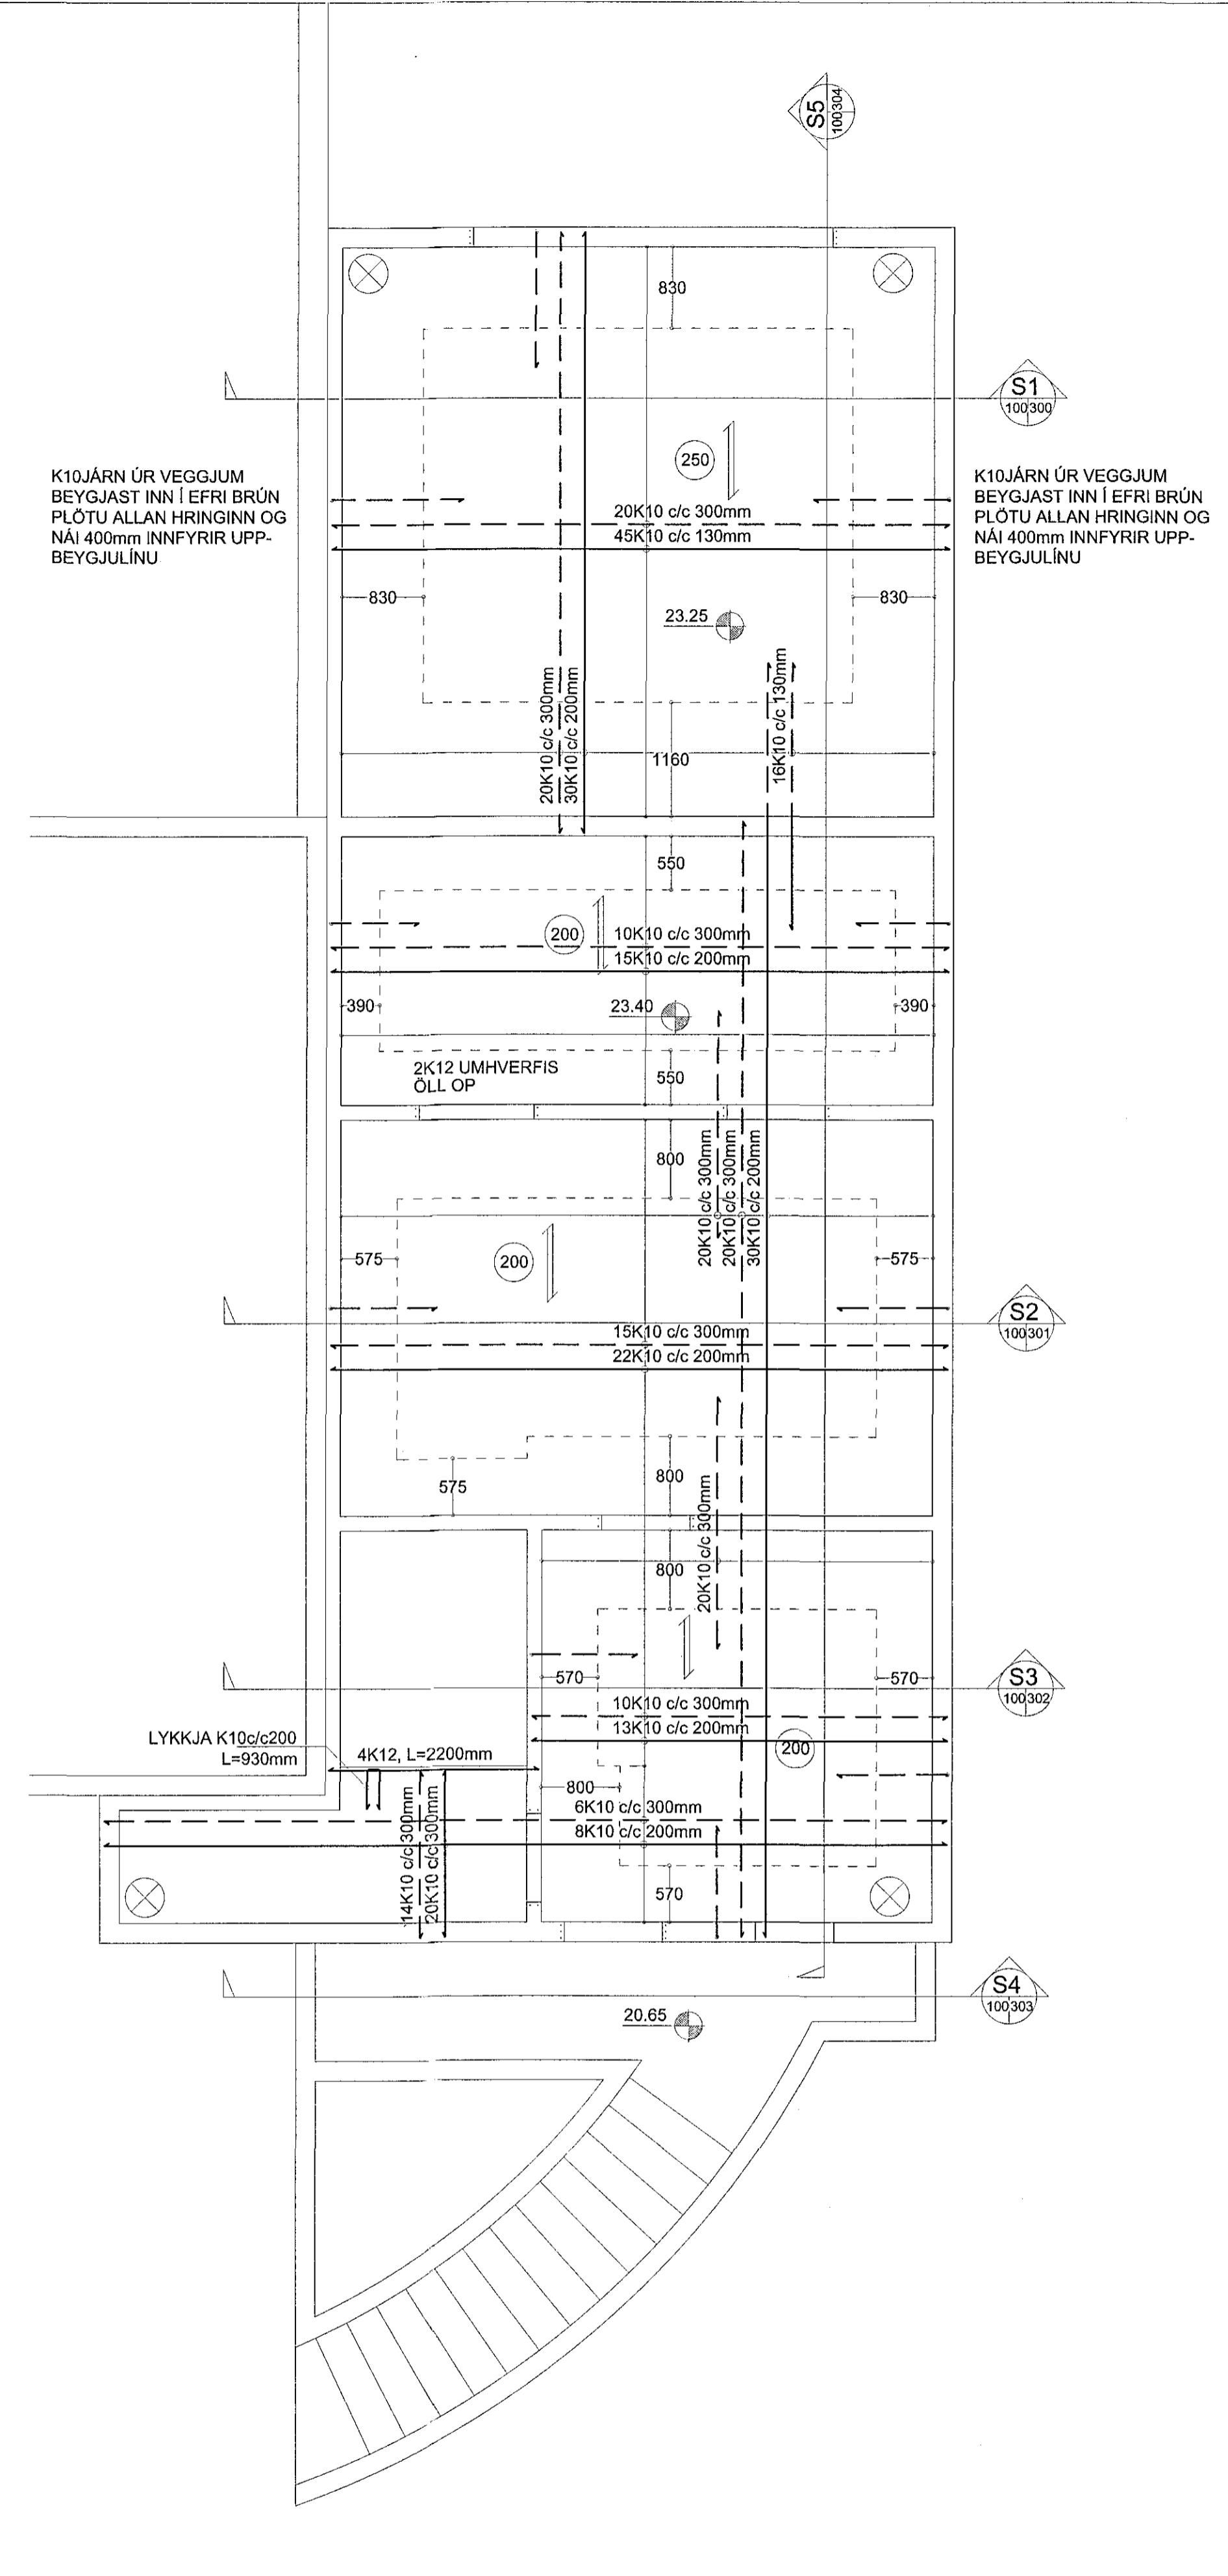 S5
100304
830
S1
100300
K10JÁRN ÚR VEGGJUM
BEYGJAST INN Í EFRI BRÚN
PLÖTU ALLAN HRINGINN OG
NÁI 400mm INNFYRIR UPP-
BEYGJULÍNU
250
K10JÁRN ÚR VEGGJUM
BEYGJAST INN Í EFRI BRÚN
PLÖTU ALLAN HRINGINN OG
NÁI 400mm INNFYRIR UPP-
BEYGJULÍNU
20K10 c/c 300mm
45K10 c/c 130mm
830
830
23.25
20K10 c/c 300mm
30K10 c/c 200mm
16K10 c/c 130mm
1160
550
200
10K10 c/c 300mm
15K10 c/c 200mm
390
23.40
390
2K12 UMHVERFIS
ÖLL OP
550
800
20K10 c/c 300mm
20K10 c/c 300mm
30K10 c/c 200mm
575
200
575
S2
100301
15K10 c/c 300mm
22K10 c/c 200mm
575
800
20K10 c/c 300mm
800
570
570
S3
100302
10K10 c/c 300mm
13K10 c/c 200mm
LYKKJA K10c/c200
L=930mm
4K12, L=2200mm
200
800
6K10 c/c 300mm
8K10 c/c 200mm
14K10 c/c 300mm
20K10 c/c 300mm
570
S4
100303
20.65